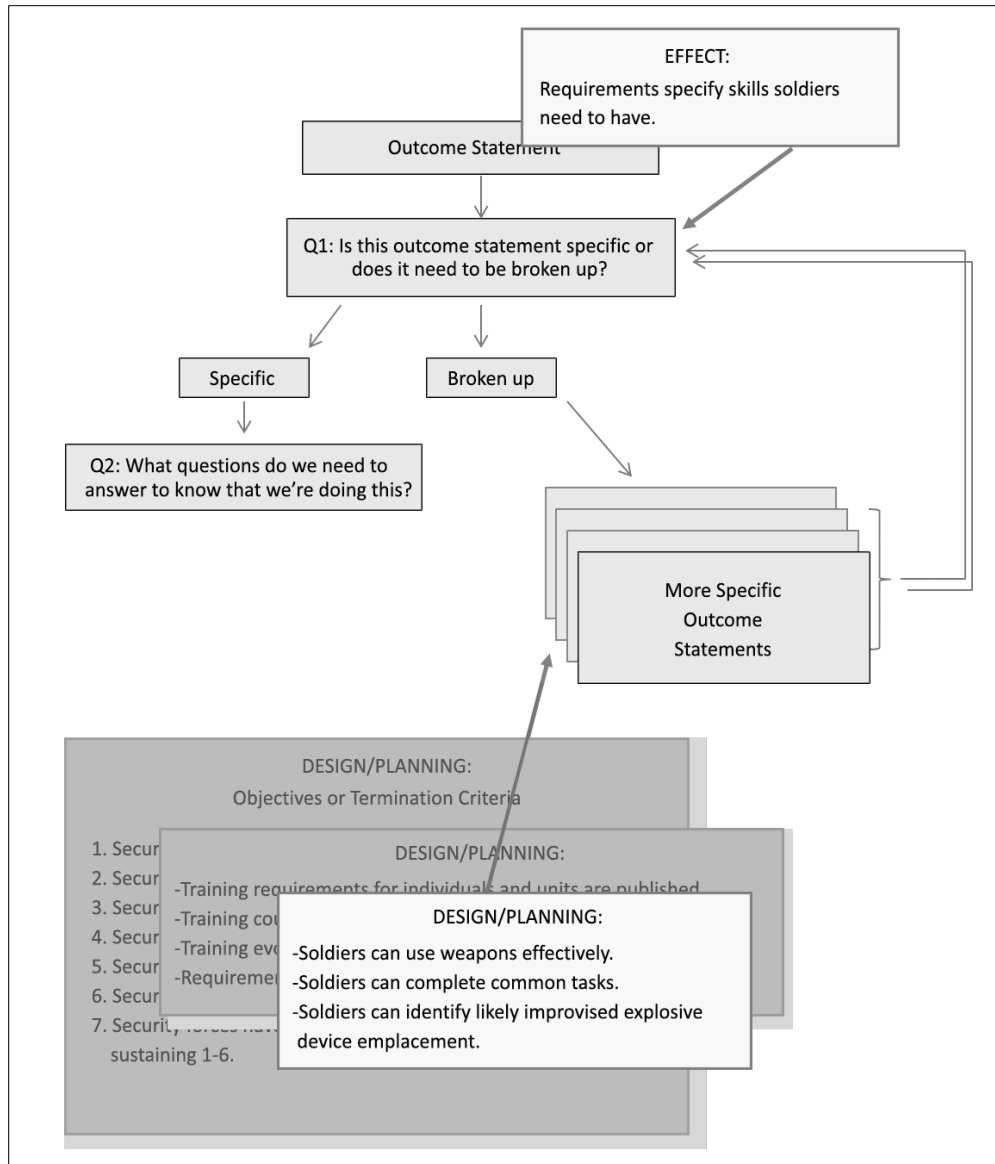 EFFECT:
Requirements specify skills soldiers
need to have.
Outcome Statement
Q1: Is this outcome statement specific or
does it need to be broken up?
Specific
Broken up
Q2: What questions do we need to
answer to know that we're doing this?
More Specific
Outcome
Statements
DESIGN/PLANNING:
Objectives or Termination Criteria
1. Secur
2. Secur
3. Secur
4. Secur
5. Secur
6. Secur
7. Security forces have
sustaining 1-6.
DESIGN/PLANNING:
-Training requirements for individuals and units are published
-Training cou
-Training evo
-Requiremen
DESIGN/PLANNING:
-Soldiers can use weapons effectively.
-Soldiers can complete common tasks.
-Soldiers can identify likely improvised explosive
device emplacement.